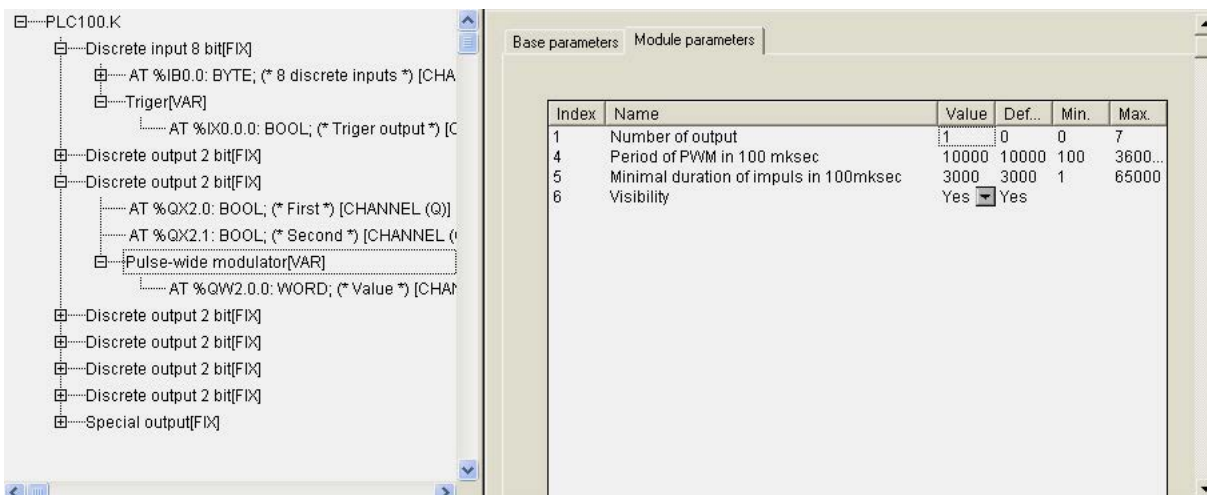 PLC100.K
Discrete input 8 bit[FIX]
AT %IB0.0: BYTE; (* 8 discrete inputs *) [CHA
Triger[VAR]
AT %IX0.0.0: BOOL; (* Triger output *) [C
Discrete output 2 bit[FIX]
Discrete output 2 bit[FIX]
AT %QX2.0: BOOL; (* First *) [CHANNEL (Q)]
AT %QX2.1: BOOL; (* Second *) [CHANNEL (
Pulse-wide modulator[VAR]
AT %QW2.0.0: WORD; (* Value *) [CHAN
Discrete output 2 bit[FIX]
Discrete output 2 bit[FIX]
Discrete output 2 bit[FIX]
Discrete output 2 bit[FIX]
Special output[FIX]
Base parameters Module parameters
Index Name Value Def... Min. Max.
1 Number of output 1 0 0 7
4 Period of PWM in 100 mksec 10000 10000 100 3600...
5 Minimal duration of impuls in 100mksec 3000 3000 1 65000
6 Visibility Yes Yes